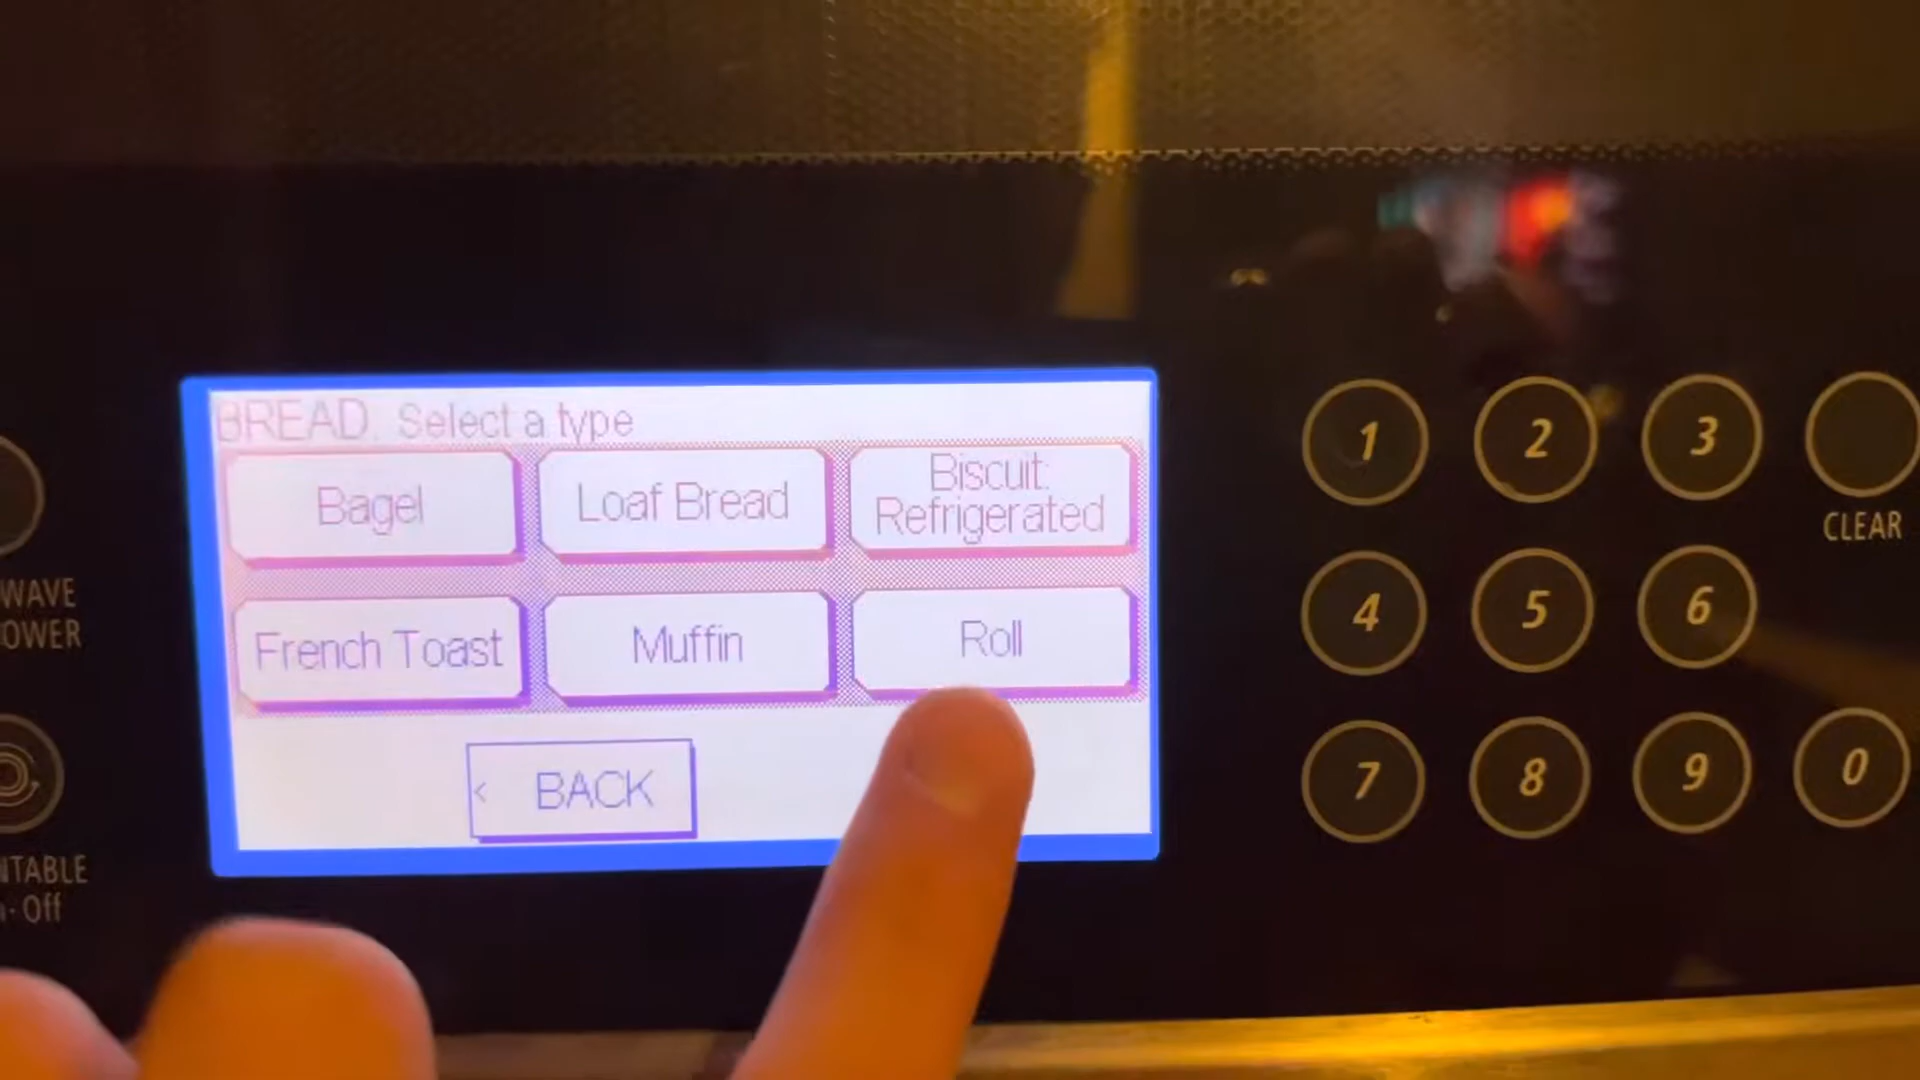 BREAD. Select a type
Bagel
Loaf Bread
Biscuit:
Refrigerated
French Toast
Muffin
Roll
< BACK
1
2
3
CLEAR
4
5
6
7
8
9
0
WAVE
OWER
NTABLE
n·Off